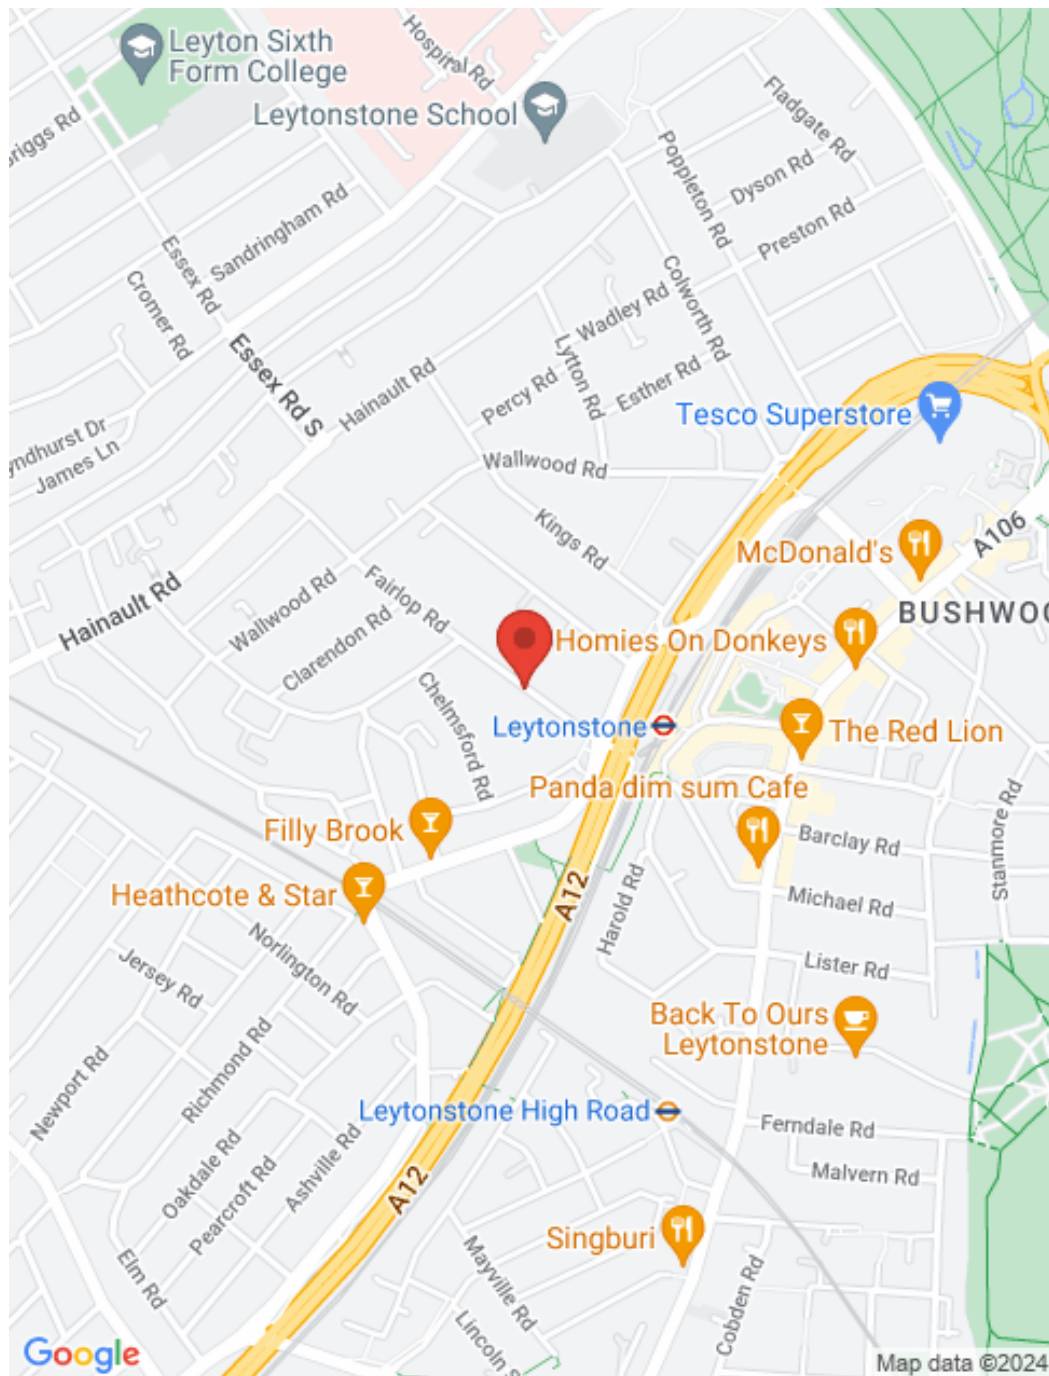 Leyton Sixth
Form College
Hospital Rd
Leytonstone School
Fladgate Rd
Poppleton Rd
Dyson Rd
Preston Rd
Sandringham Rd
Essex Rd
Cromer Rd
Colworth Rd
Wadley Rd
Lytton Rd
Essex Rd S
Hainault Rd
Percy Rd
Esther Rd
Tesco Superstore
James Ln
Wallwood Rd
Kings Rd
A106
McDonald's
Hainault Rd
Wallwood Rd
Fairlop Rd
Clarendon Rd
Homies On Donkeys
Chelmsford Rd
Leytonstone
The Red Lion
Panda dim sum Cafe
Filly Brook
Barclay Rd
Stanmore Rd
Heathcote & Star
A12
Harold Rd
Michael Rd
Norlington Rd
Jersey Rd
Lister Rd
Back To Ours
Leytonstone
Newport Rd
Richmond Rd
Leytonstone High Road
Ferndale Rd
Oakdale Rd
Pearcroft Rd
Ashville Rd
A12
Malvern Rd
Singburi
Elm Rd
Mayville Rd
Cobden Rd
Google
Map data ©2024